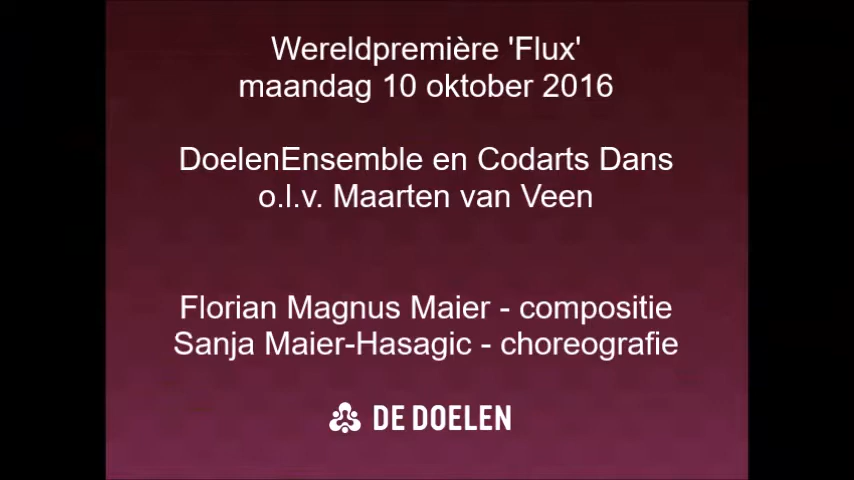 Wereldpremière 'Flux'
maandag 10 oktober 2016
DoelenEnsemble en Codarts Dans
o.l.v. Maarten van Veen
Florian Magnus Maier - compositie
Sanja Maier-Hasagic - choreografie
DE DOELEN